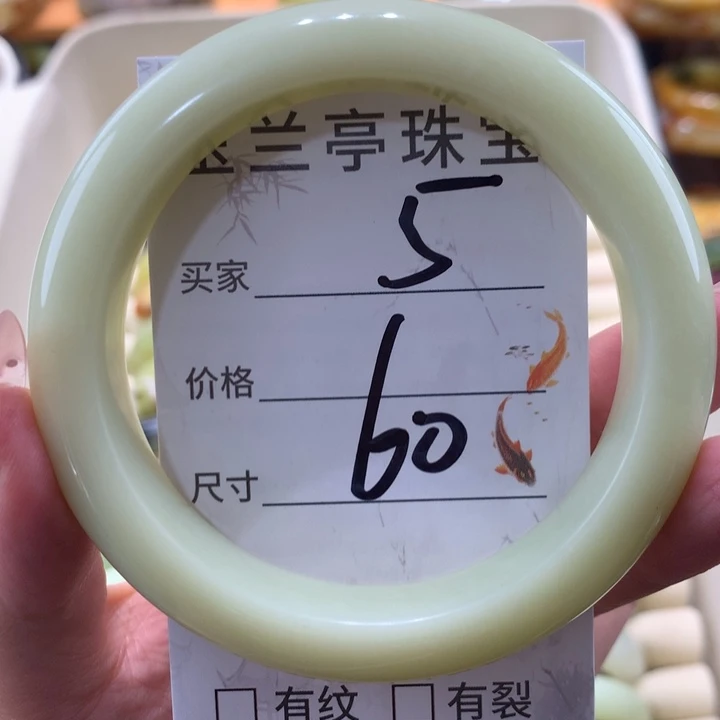 兰亭珠宝
买家 5
价格
尺寸 60
□ 有纹 □ 有裂